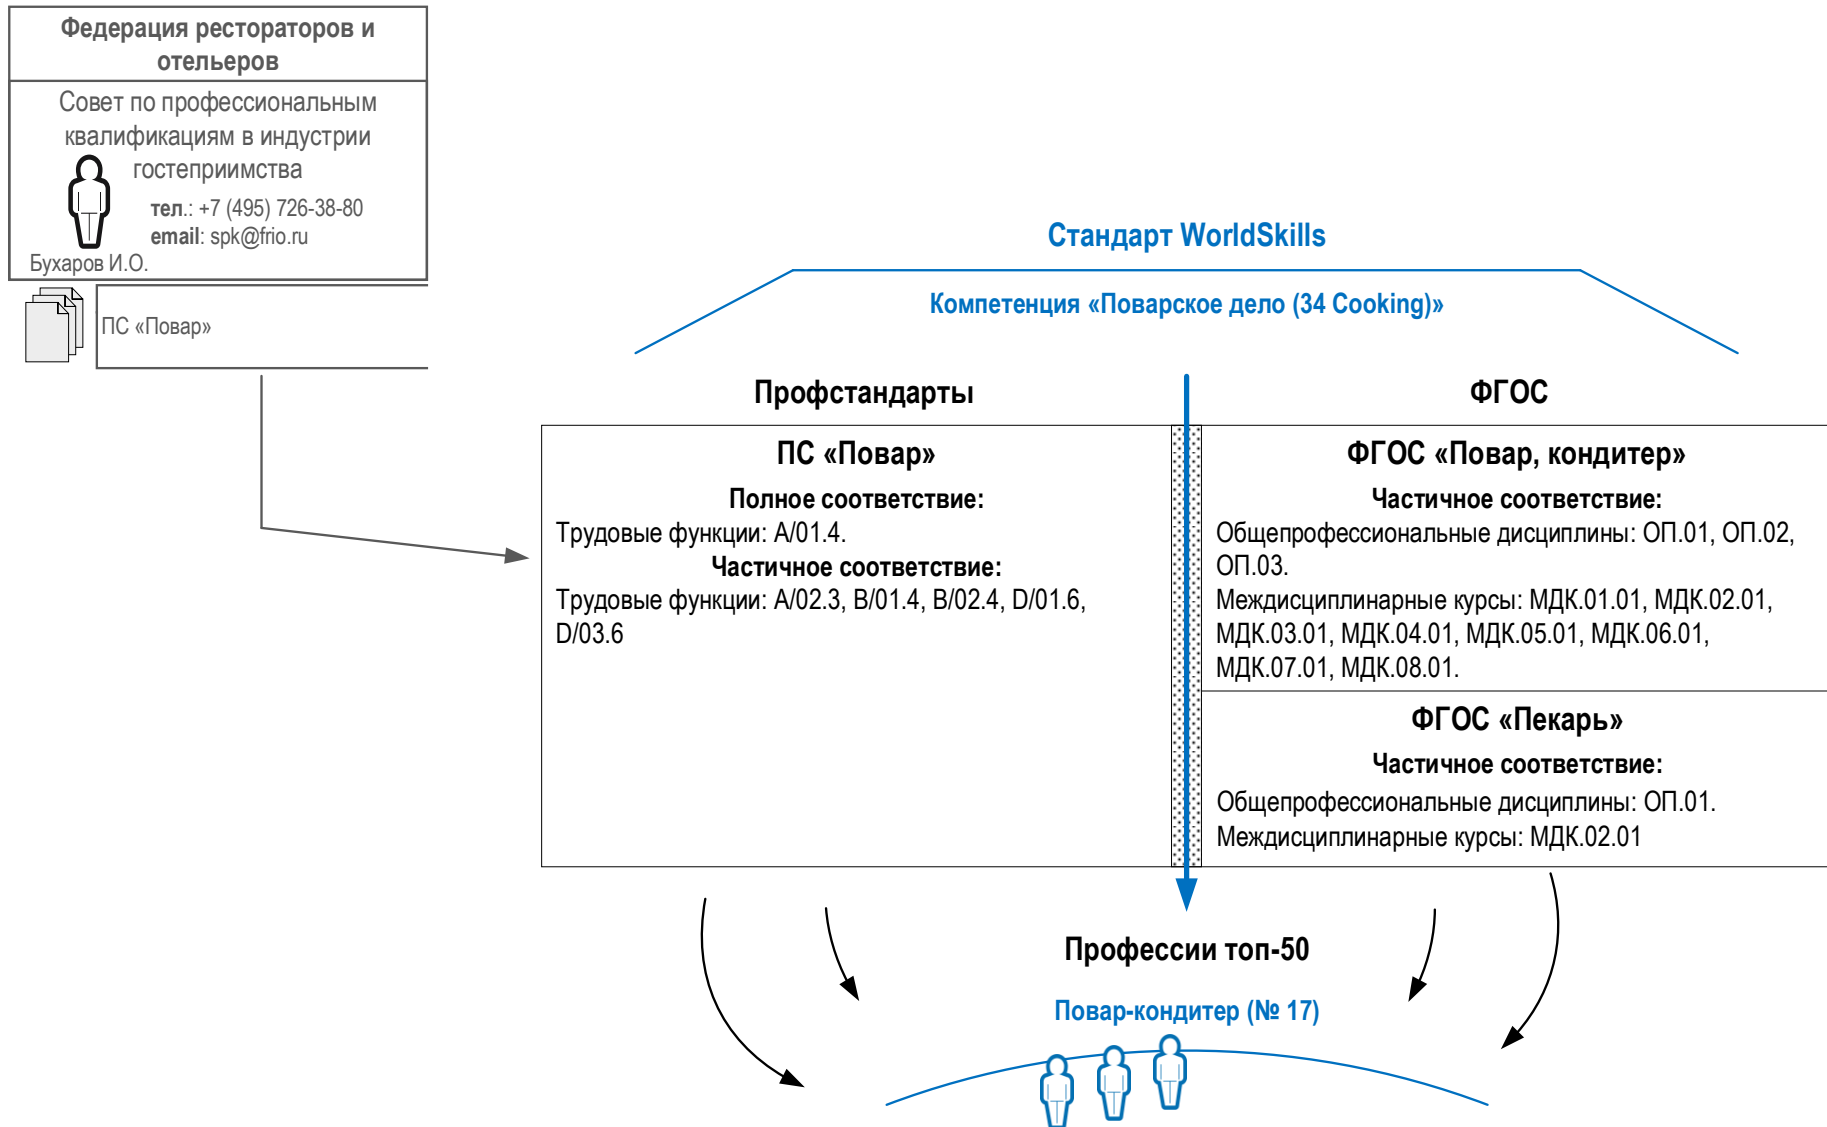 Федерация рестораторов и
отельеров
Совет по профессиональным
квалификациям в индустрии
гостеприимства
тел.: +7 (495) 726-38-80
email: spk@frio.ru
Бухаров И.О.
ПС «Повар»
Стандарт WorldSkills
Компетенция «Поварское дело (34 Cooking)»
Профстандарты
ПС «Повар»
Полное соответствие:
Трудовые функции: A/01.4.
Частичное соответствие:
Трудовые функции: A/02.3, B/01.4, B/02.4, D/01.6,
D/03.6
ФГОС
ФГОС «Повар, кондитер»
Частичное соответствие:
Общепрофессиональные дисциплины: ОП.01, ОП.02,
ОП.03.
Междисциплинарные курсы: МДК.01.01, МДК.02.01,
МДК.03.01, МДК.04.01, МДК.05.01, МДК.06.01,
МДК.07.01, МДК.08.01.
ФГОС «Пекарь»
Частичное соответствие:
Общепрофессиональные дисциплины: ОП.01.
Междисциплинарные курсы: МДК.02.01
Профессии топ-50
Повар-кондитер (№ 17)